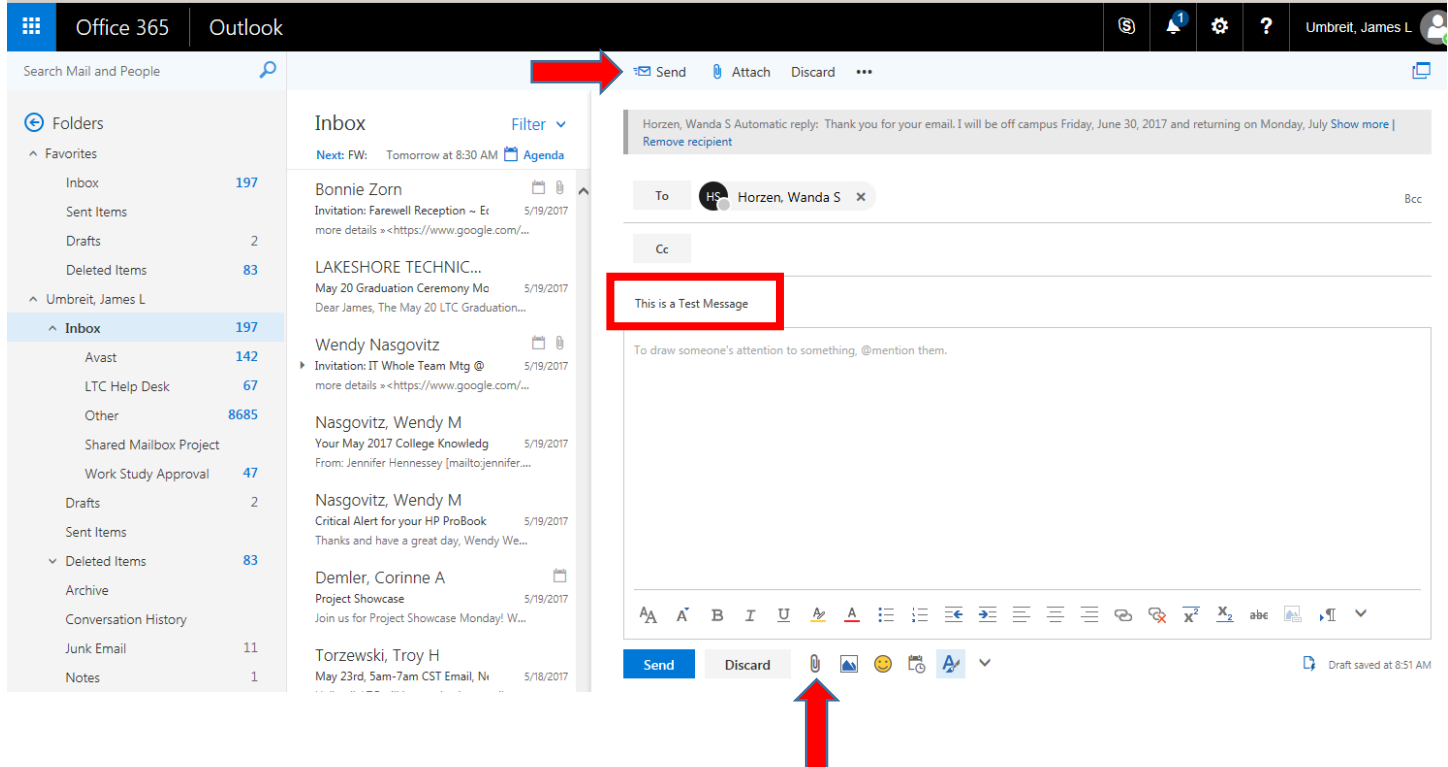 Office 365 Outlook 1 ? Umbreit, James L
Search Mail and People
Send Attach Discard •••
Folders
Favorites
Inbox 197
Sent Items
Drafts 2
Deleted Items 83
Umbreit, James L
Inbox 197
Avast 142
LTC Help Desk 67
Other 8685
Shared Mailbox Project
Work Study Approval 47
Drafts 2
Sent Items
Deleted Items 83
Archive
Conversation History
Junk Email 11
Notes 1
Inbox Filter
Next: FW: Tomorrow at 8:30 AM Agenda
Bonnie Zorn
Invitation: Farewell Reception ~ Ec 5/19/2017
more details »<https://www.google.com/...
LAKESHORE TECHNIC...
May 20 Graduation Ceremony Mo 5/19/2017
Dear James, The May 20 LTC Graduation...
Wendy Nasgovitz
Invitation: IT Whole Team Mtg @ 5/19/2017
more details »<https://www.google.com/...
Nasgovitz, Wendy M
Your May 2017 College Knowledg 5/19/2017
From: Jennifer Hennessey [mailto:jennifer....
Nasgovitz, Wendy M
Critical Alert for your HP ProBook 5/19/2017
Thanks and have a great day, Wendy We...
Demler, Corinne A
Project Showcase 5/19/2017
Join us for Project Showcase Monday! W...
Torzewski, Troy H
May 23rd, 5am-7am CST Email, Ne 5/18/2017
Horzen, Wanda S Automatic reply: Thank you for your email. I will be off campus Friday, June 30, 2017 and returning on Monday, July Show more |
Remove recipient
To HS Horzen, Wanda S × Bcc
Cc
This is a Test Message
To draw someone's attention to something, @mention them.
AA A B I U A A x² X₂ abc ¶
Send Discard A Draft saved at 8:51 AM